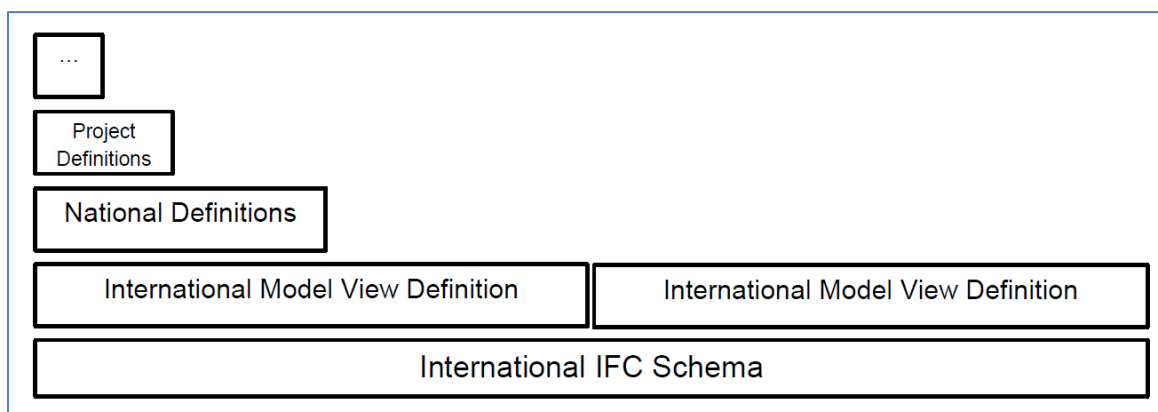 ...
Project
Definitions
National Definitions
International Model View Definition
International Model View Definition
International IFC Schema